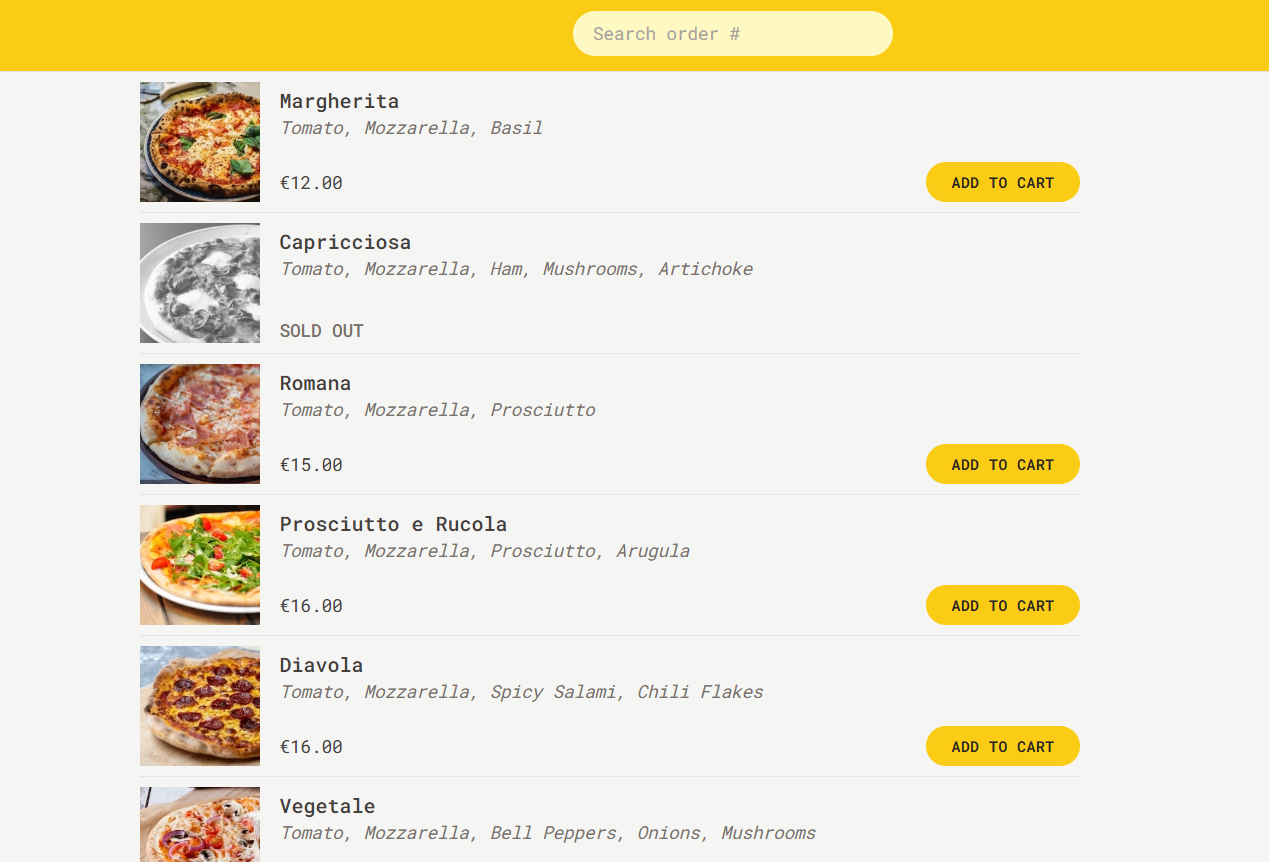 Search order #
Margherita
Tomato, Mozzarella, Basil
€12.00
ADD TO CART
Capricciosa
Tomato, Mozzarella, Ham, Mushrooms, Artichoke
SOLD OUT
Romana
Tomato, Mozzarella, Prosciutto
€15.00
ADD TO CART
Prosciutto e Rucola
Tomato, Mozzarella, Prosciutto, Arugula
€16.00
ADD TO CART
Diavola
Tomato, Mozzarella, Spicy Salami, Chili Flakes
€16.00
ADD TO CART
Vegetale
Tomato, Mozzarella, Bell Peppers, Onions, Mushrooms